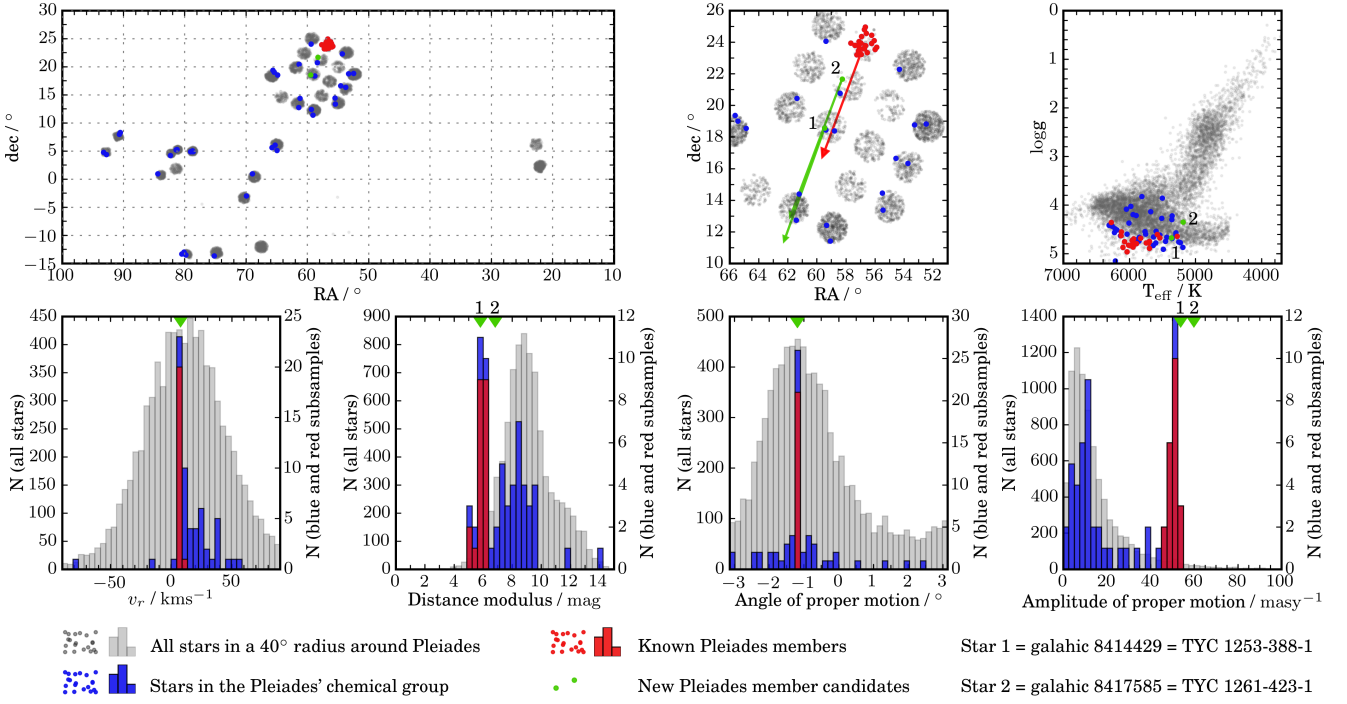 30
25
20
15
10
5
0
−5
−10
−15
dec / °
100 90 80 70 60 50 40 30 20 10
RA / °
26
24
22
20
18
16
14
12
10
dec / °
2
1
66 64 62 60 58 56 54 52
RA / °
0
1
2
3
4
5
logg
2
1
7000 6000 5000 4000
Teff / K
450
400
350
300
250
200
150
100
50
0
N (all stars)
25
20
15
10
5
0
N (blue and red subsamples)
−50 0 50
vr / kms−1
1 2
900
800
700
600
500
400
300
200
100
0
N (all stars)
12
10
8
6
4
2
0
N (blue and red subsamples)
0 2 4 6 8 10 12 14
Distance modulus / mag
500
400
300
200
100
0
N (all stars)
30
25
20
15
10
5
0
N (blue and red subsamples)
−3 −2 −1 0 1 2 3
Angle of proper motion / °
1 2
1400
1200
1000
800
600
400
200
0
N (all stars)
12
10
8
6
4
2
0
N (blue and red subsamples)
0 20 40 60 80 100
Amplitude of proper motion / masy−1
All stars in a 40° radius around Pleiades
Known Pleiades members
Star 1 = galahic 8414429 = TYC 1253-388-1
Stars in the Pleiades' chemical group
New Pleiades member candidates
Star 2 = galahic 8417585 = TYC 1261-423-1